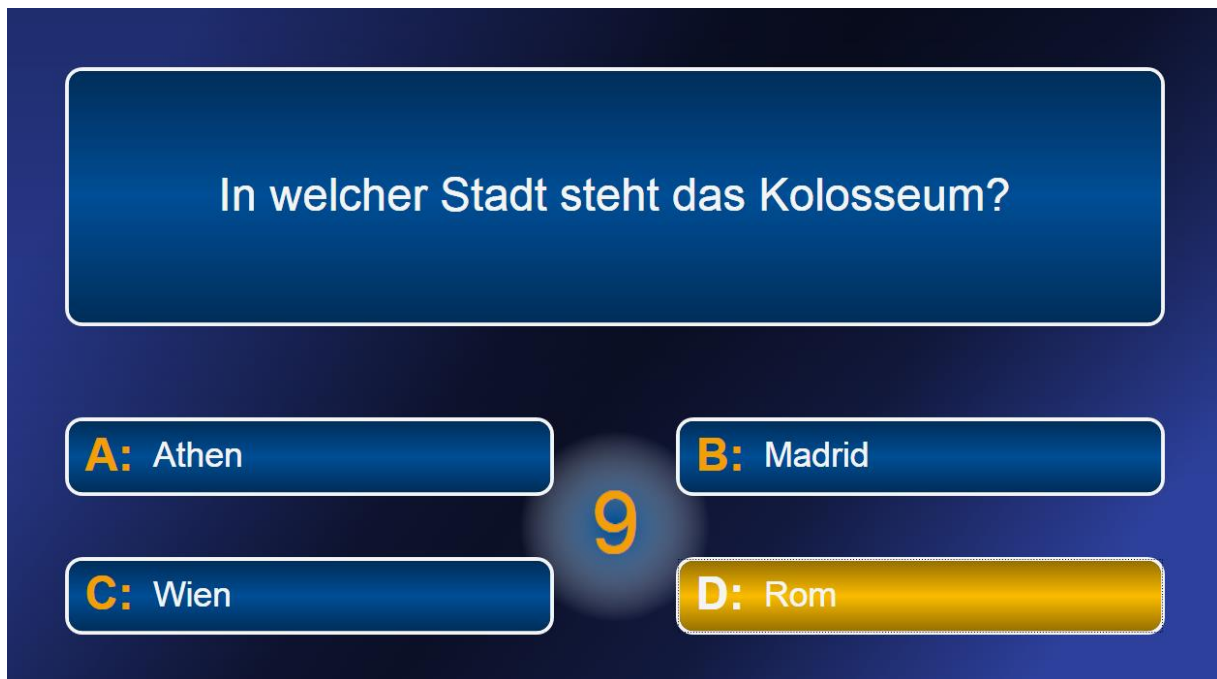 In welcher Stadt steht das Kolosseum?
A: Athen
B: Madrid
9
C: Wien
D: Rom